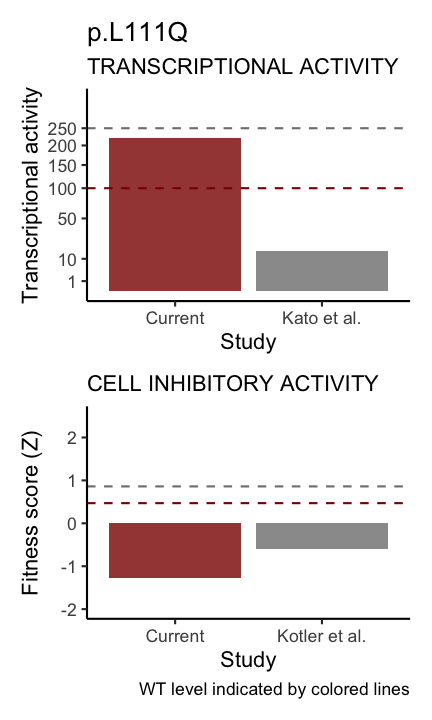 p.L111Q
TRANSCRIPTIONAL ACTIVITY
Transcriptional activity
250
200
150
100
50
10
1
Current
Kato et al.
Study
CELL INHIBITORY ACTIVITY
Fitness score (Z)
2
1
0
-1
-2
Current
Kotler et al.
Study
WT level indicated by colored lines